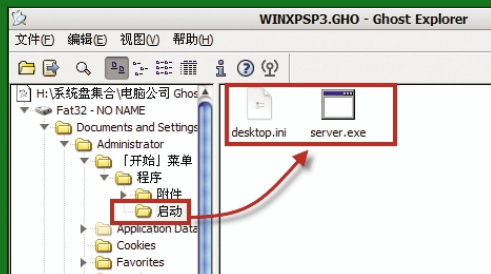 WINXPSP3.GHO - Ghost Explorer
文件(F) 编辑(E) 视图(V) 帮助(H)
H:\系统盘集合\电脑公司 Ghos
Fat32 - NO NAME
Documents and Settings
Administrator
「开始」菜单
程序
附件
启动
Application Data
Cookies
Favorites
desktop.ini
server.exe